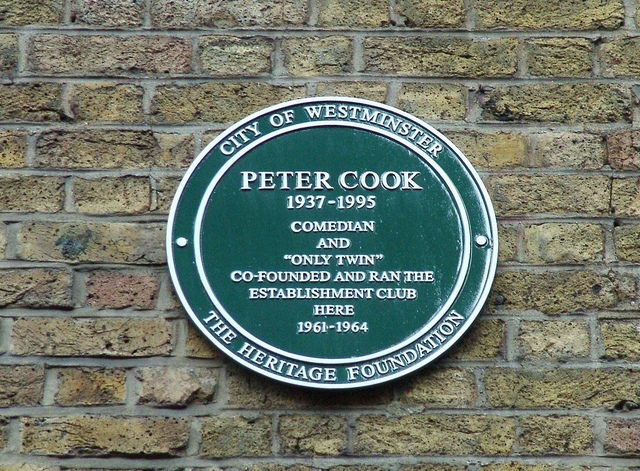 CITY OF WESTMINSTER
PETER COOK
1937-1995
COMEDIAN
AND
"ONLY TWIN"
CO-FOUNDED AND RAN THE
ESTABLISHMENT CLUB
HERE
1961-1964
THE HERITAGE FOUNDATION